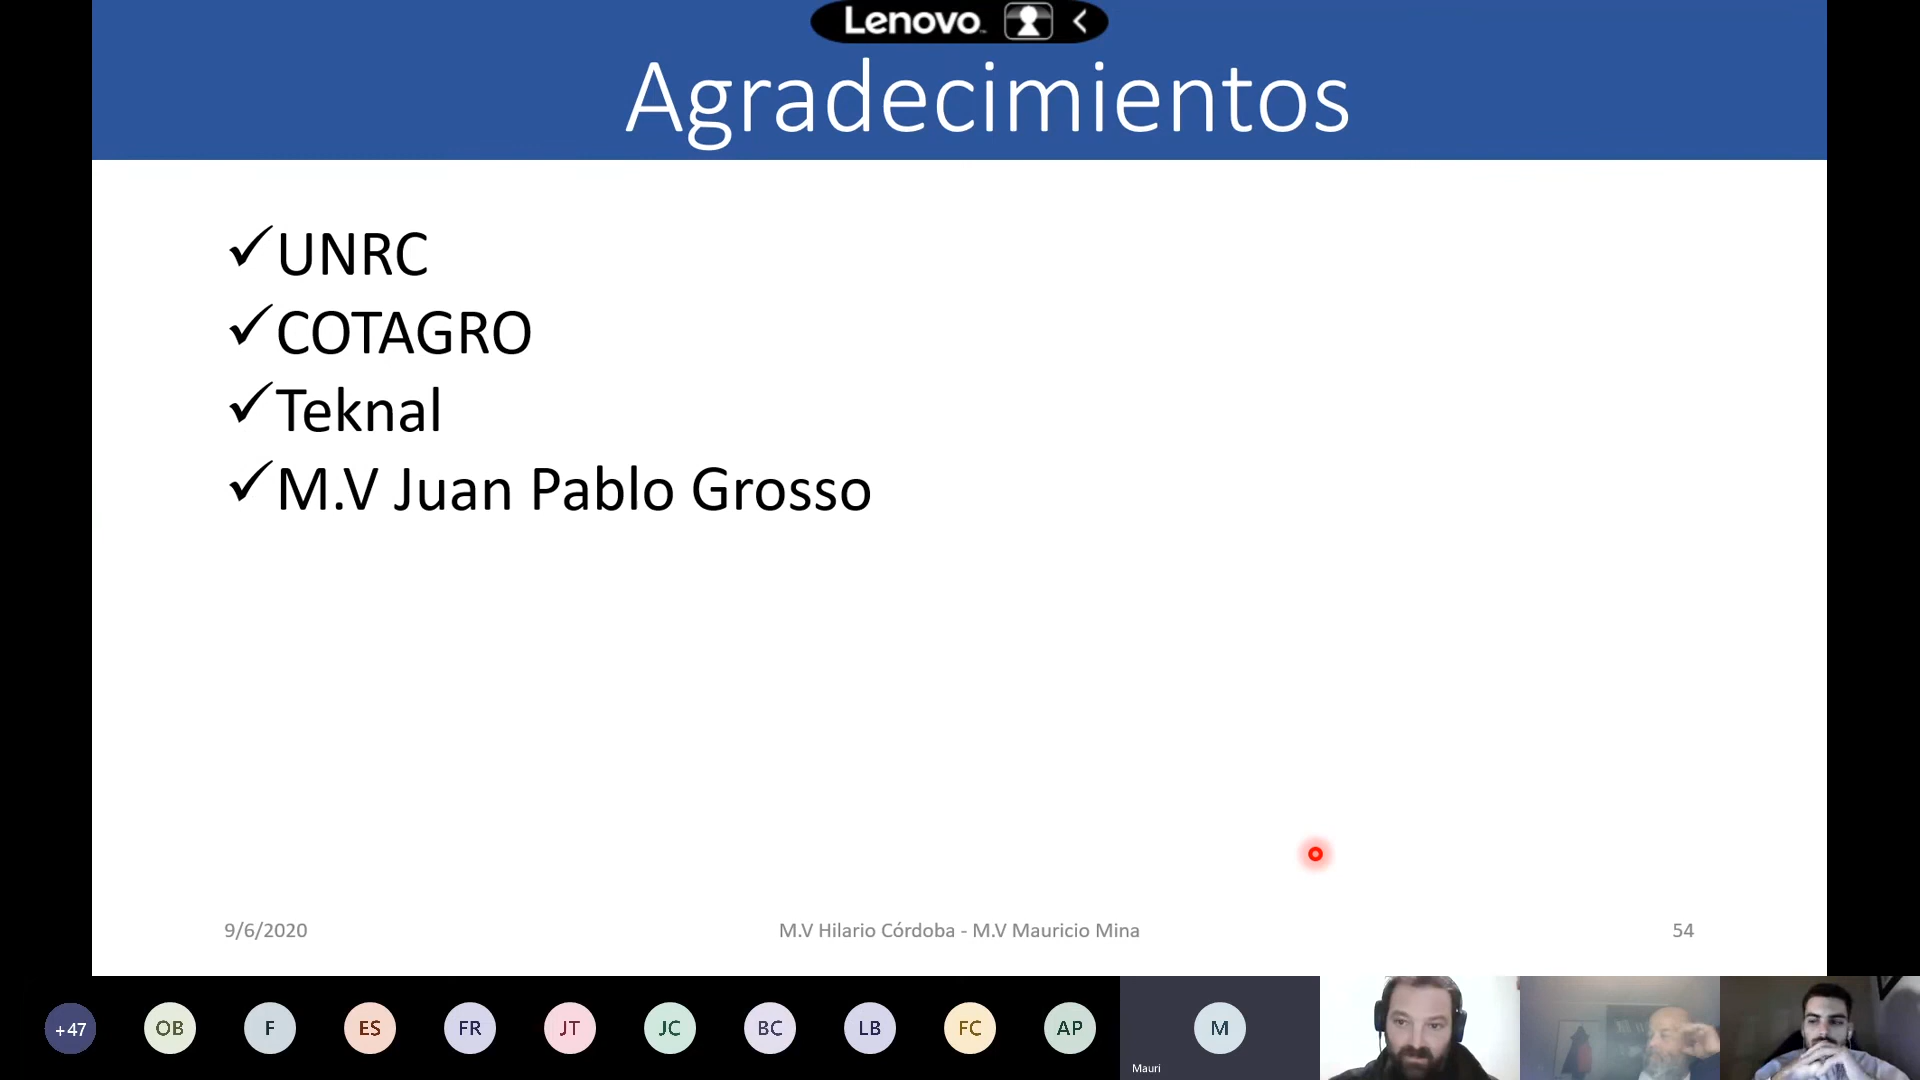 Lenovo
Agradecimientos
✓UNRC
✓COTAGRO
✓Teknal
✓M.V Juan Pablo Grosso
9/6/2020
M.V Hilario Córdoba - M.V Mauricio Mina
54
+47
OB
F
ES
FR
JT
JC
BC
LB
FC
AP
M
Mauri